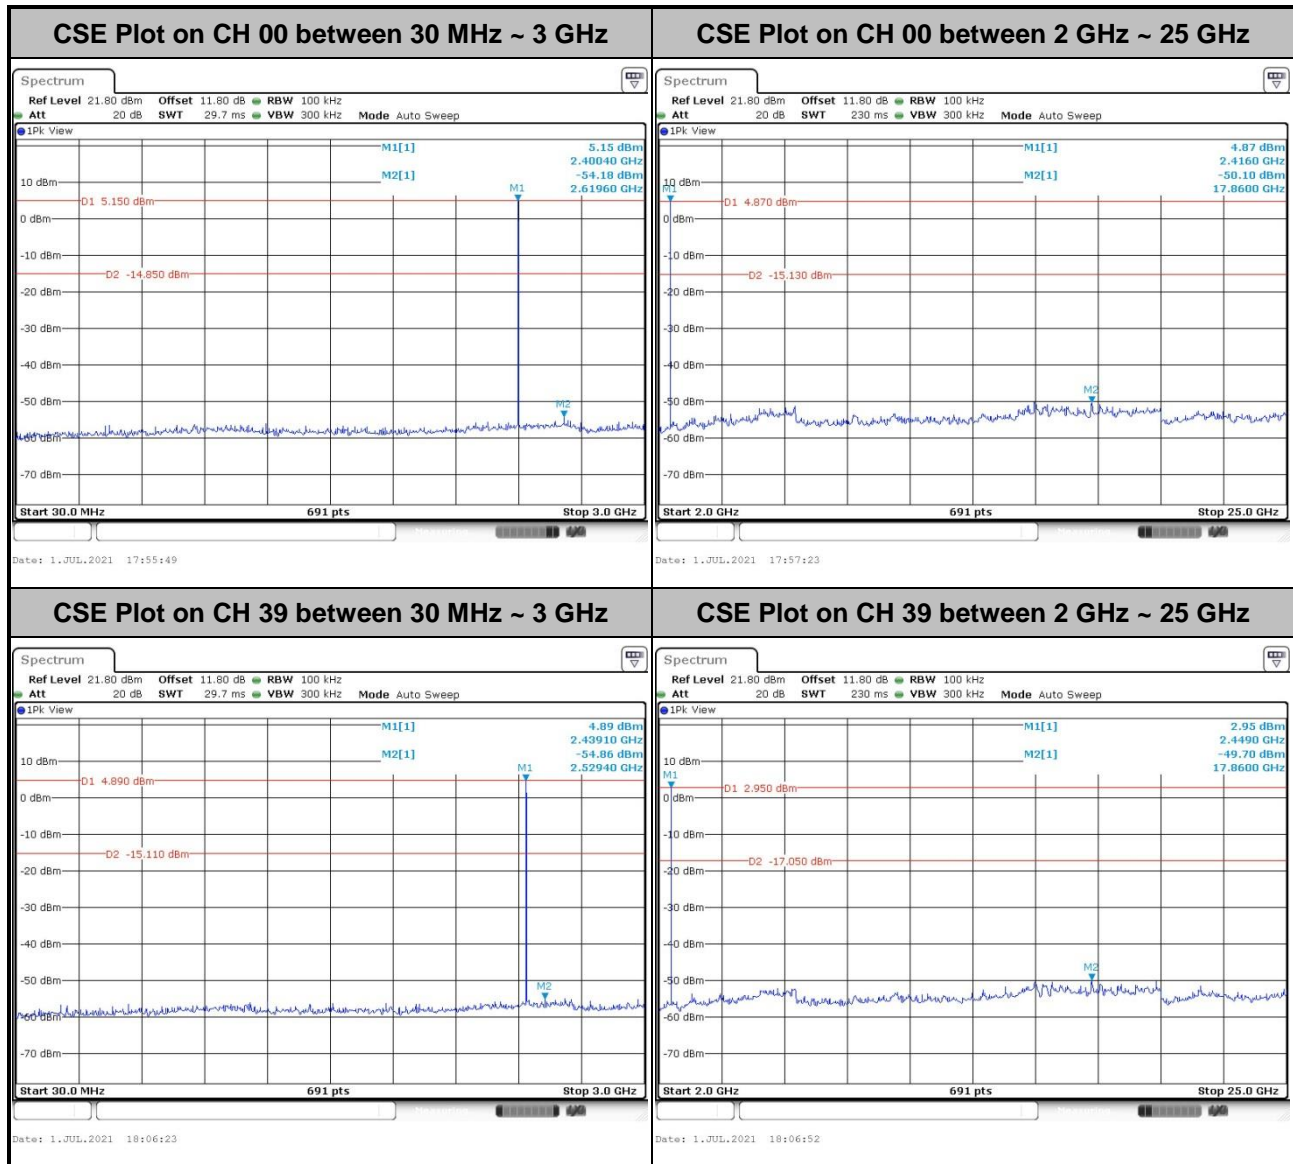 CSE Plot on CH 00 between 30 MHz ~ 3 GHz
Spectrum
Ref Level 21.80 dBm Offset 11.80 dB RBW 100 kHz
Att 20 dB SWT 29.7 ms VBW 300 kHz Mode Auto Sweep
1Pk View
M1[1] 5.15 dBm
2.40040 GHz
M2[1] -54.18 dBm
2.61960 GHz
10 dBm
M1
D1 5.150 dBm
0 dBm
-10 dBm
D2 -14.850 dBm
-20 dBm
-30 dBm
-40 dBm
-50 dBm
M2
-60 dBm
-70 dBm
Start 30.0 MHz 691 pts Stop 3.0 GHz
Date: 1.JUL.2021 17:55:49
CSE Plot on CH 00 between 2 GHz ~ 25 GHz
Spectrum
Ref Level 21.80 dBm Offset 11.80 dB RBW 100 kHz
Att 20 dB SWT 230 ms VBW 300 kHz Mode Auto Sweep
1Pk View
M1[1] 4.87 dBm
2.4160 GHz
M2[1] -50.10 dBm
17.8600 GHz
10 dBm
M1
D1 4.870 dBm
0 dBm
-10 dBm
D2 -15.130 dBm
-20 dBm
-30 dBm
-40 dBm
M2
-50 dBm
-60 dBm
-70 dBm
Start 2.0 GHz 691 pts Stop 25.0 GHz
Date: 1.JUL.2021 17:57:23
CSE Plot on CH 39 between 30 MHz ~ 3 GHz
Spectrum
Ref Level 21.80 dBm Offset 11.80 dB RBW 100 kHz
Att 20 dB SWT 29.7 ms VBW 300 kHz Mode Auto Sweep
1Pk View
M1[1] 4.89 dBm
2.43910 GHz
M2[1] -54.86 dBm
2.52940 GHz
10 dBm
M1
D1 4.890 dBm
0 dBm
-10 dBm
D2 -15.110 dBm
-20 dBm
-30 dBm
-40 dBm
-50 dBm
M2
-60 dBm
-70 dBm
Start 30.0 MHz 691 pts Stop 3.0 GHz
Date: 1.JUL.2021 18:06:23
CSE Plot on CH 39 between 2 GHz ~ 25 GHz
Spectrum
Ref Level 21.80 dBm Offset 11.80 dB RBW 100 kHz
Att 20 dB SWT 230 ms VBW 300 kHz Mode Auto Sweep
1Pk View
M1[1] 2.95 dBm
2.4490 GHz
M2[1] -49.70 dBm
17.8600 GHz
10 dBm
M1
D1 2.950 dBm
0 dBm
-10 dBm
D2 -17.050 dBm
-20 dBm
-30 dBm
-40 dBm
M2
-50 dBm
-60 dBm
-70 dBm
Start 2.0 GHz 691 pts Stop 25.0 GHz
Date: 1.JUL.2021 18:06:52